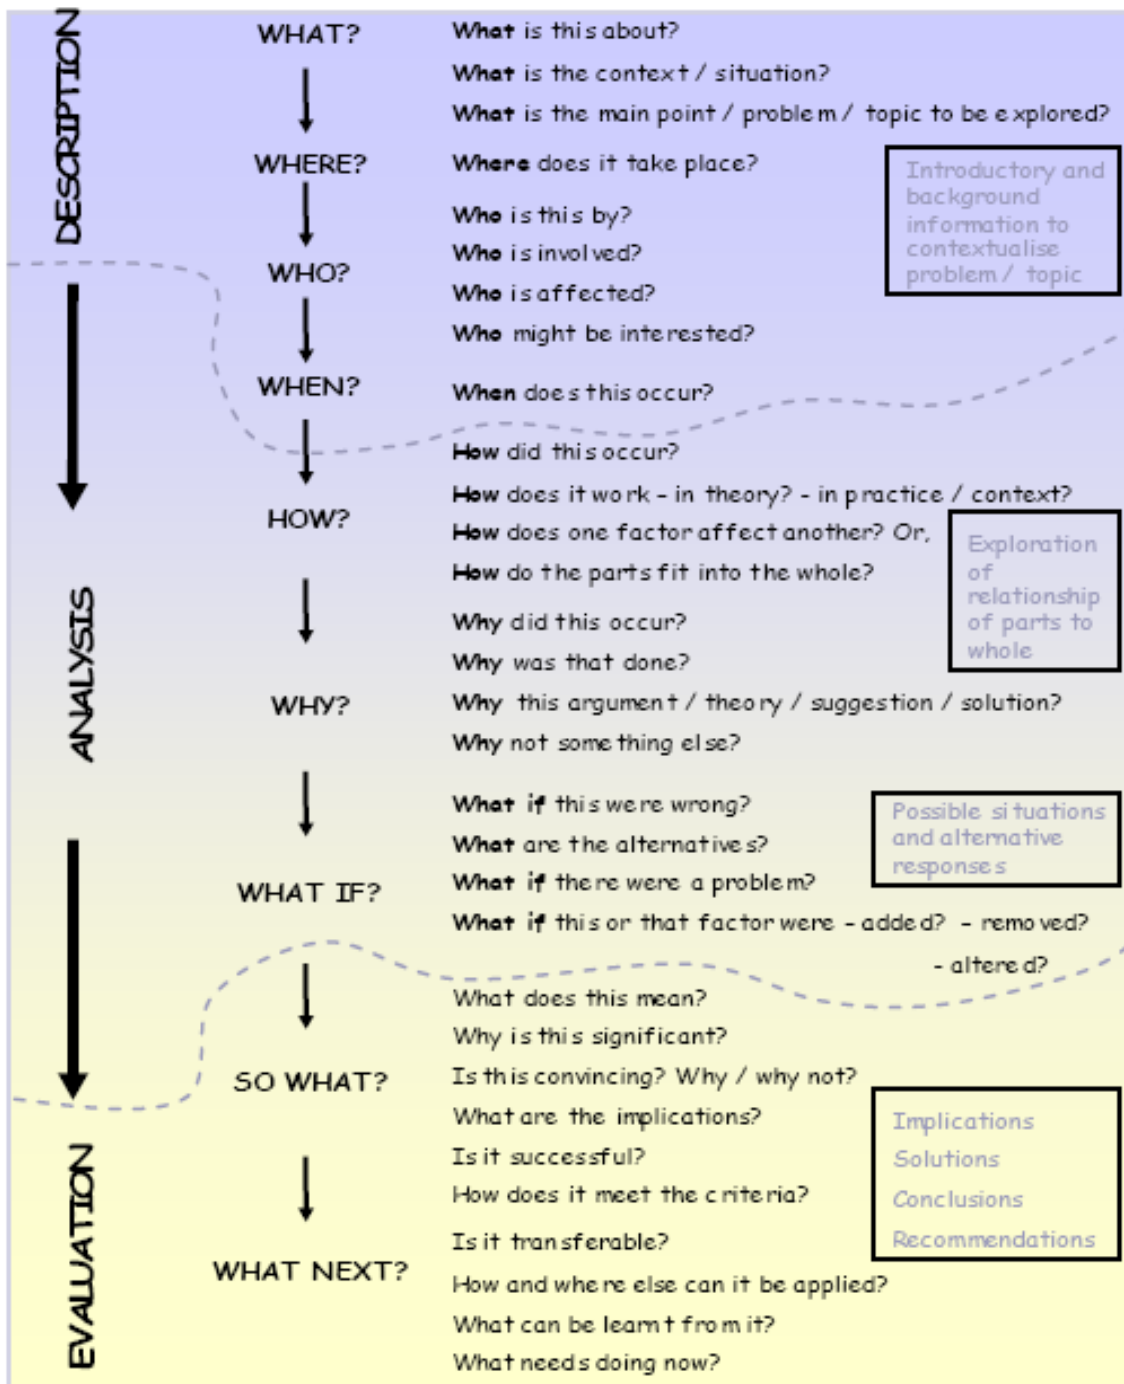 DESCRIPTION
WHAT?
What is this about?
What is the context / situation?
What is the main point / problem / topic to be explored?
WHERE?
Where does it take place?
Introductory and
background
information to
contextualise
problem / topic
Who is this by?
WHO?
Who is involved?
Who is affected?
Who might be interested?
WHEN?
When does this occur?
ANALYSIS
How did this occur?
HOW?
How does it work - in theory? - in practice / context?
How does one factor affect another? Or,
How do the parts fit into the whole?
Exploration
of
relationship
of parts to
whole
Why did this occur?
Why was that done?
WHY?
Why this argument / theory / suggestion / solution?
Why not something else?
What if this were wrong?
What are the alternatives?
WHAT IF?
What if there were a problem?
What if this or that factor were - added? - removed?
- altered?
Possible situations
and alternative
responses
EVALUATION
What does this mean?
Why is this significant?
SO WHAT?
Is this convincing? Why / why not?
What are the implications?
Is it successful?
How does it meet the criteria?
Implications
Solutions
Conclusions
Recommendations
WHAT NEXT?
Is it transferable?
How and where else can it be applied?
What can be learnt from it?
What needs doing now?